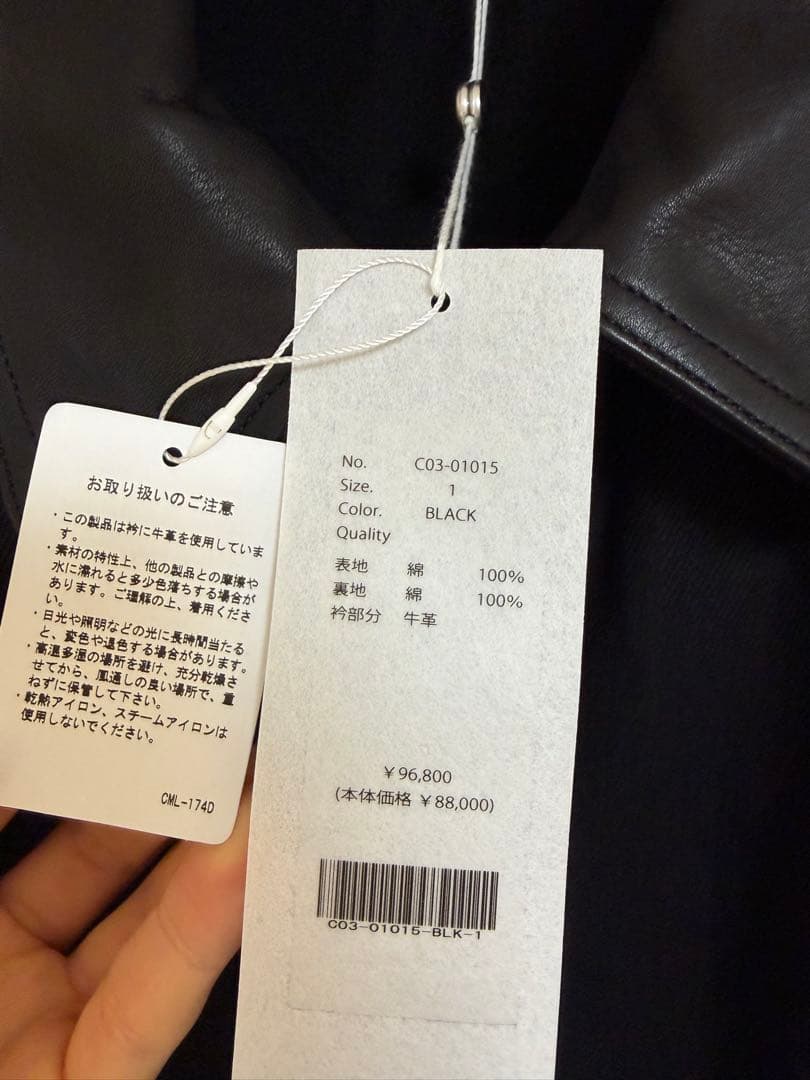 お取り扱いのご注意
・この製品は衿に牛革を使用していま
す。
・素材の特性上、他の製品との摩擦や
水に濡れると多少色落ちする場合が
あります。ご理解の上、着用くださ
い。
・日光や照明などの光に長時間当たる
と、変色や退色する場合があります。
・高温多湿の場所を避け、充分乾燥さ
せてから、風通しの良い場所で、重
ねずに保管して下さい。
・乾熱アイロン、スチームアイロンは
使用しないでください。
CML-174D
No. C03-01015
Size. 1
Color. BLACK
Quality
表地 綿 100%
裏地 綿 100%
衿部分 牛革
￥96,800
(本体価格 ￥88,000)
C03-01015-BLK-1